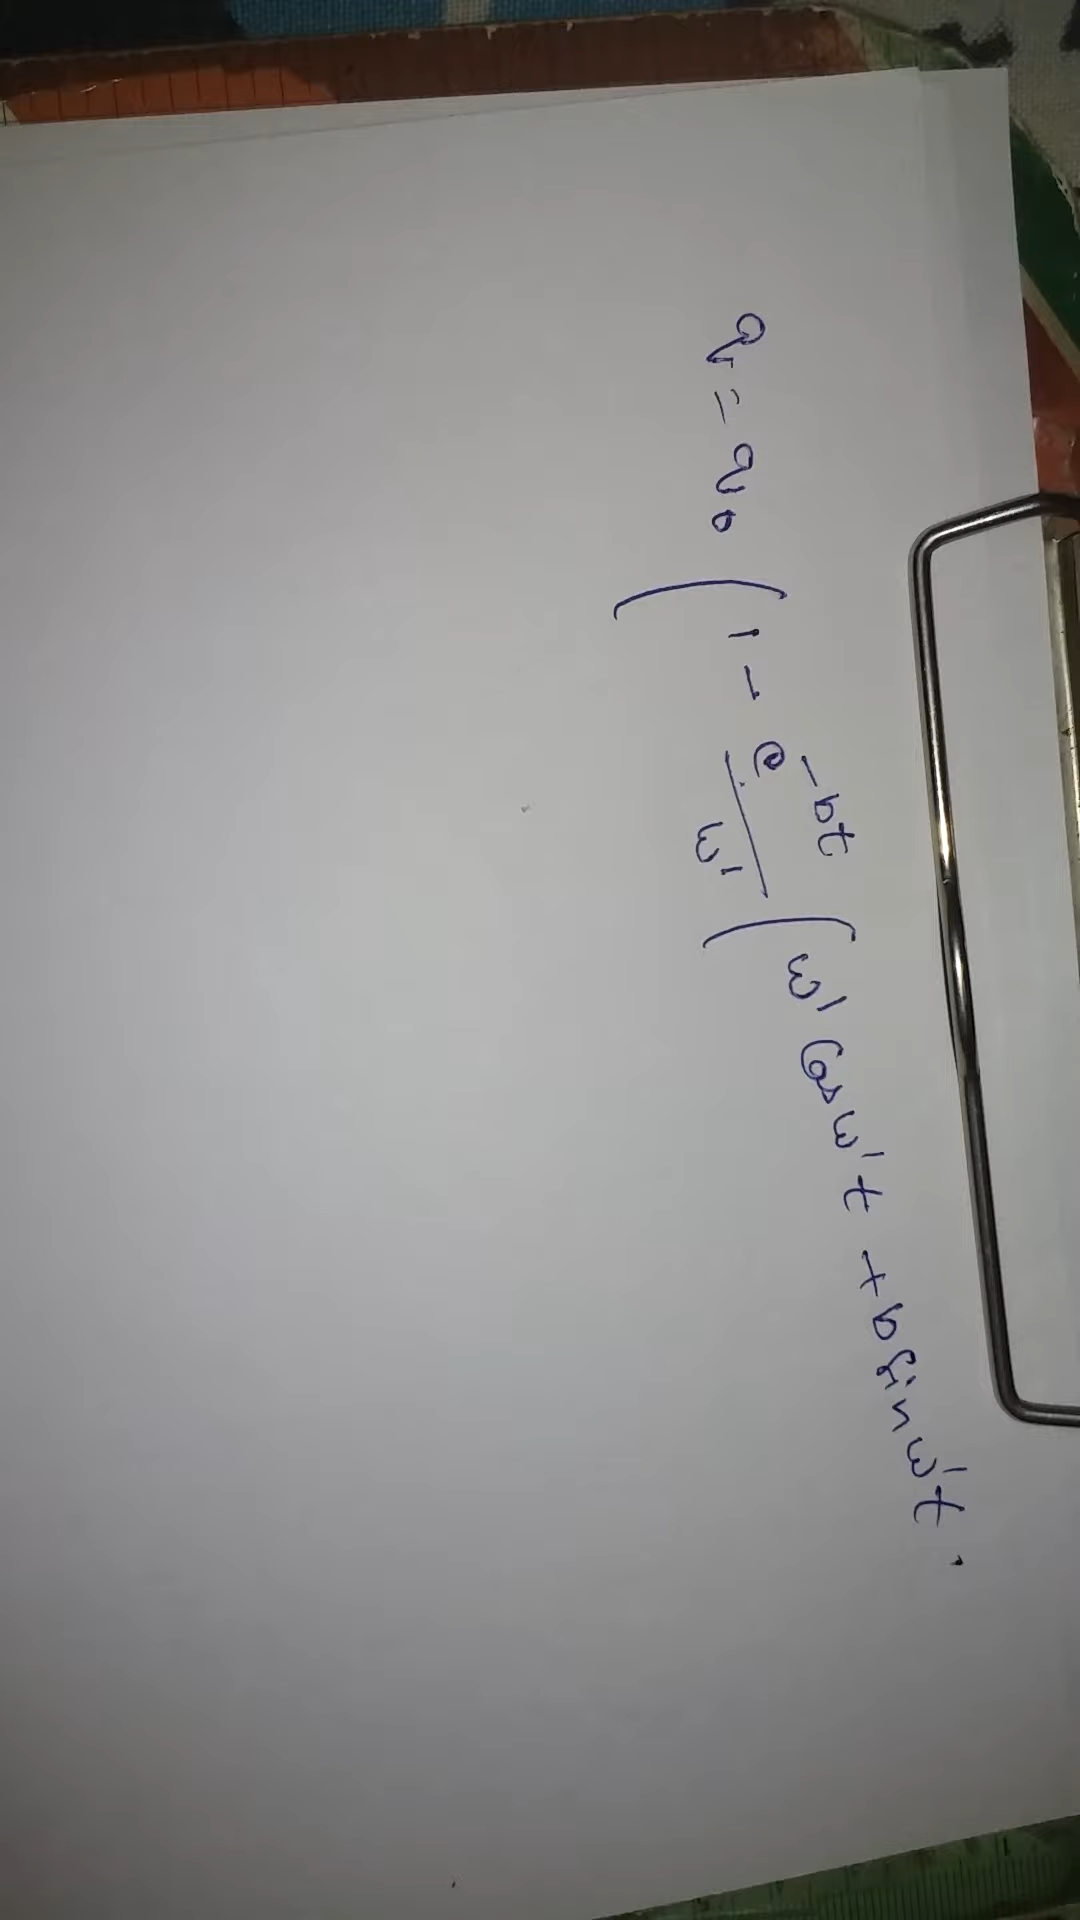 q = q₀ ( 1 - e^{-bt}/ω' ( ω' Cos ω't + b sin ω't .